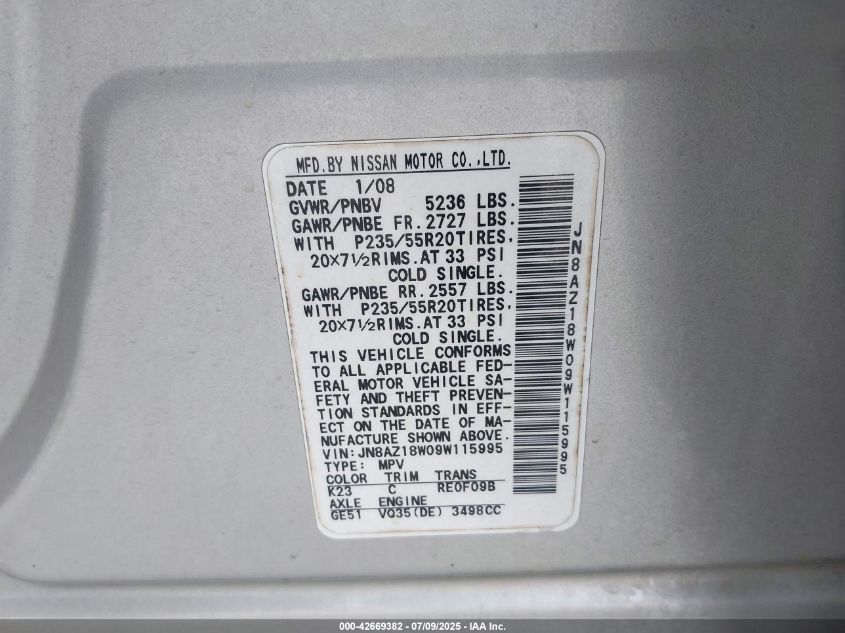 MFD.BY NISSAN MOTOR CO.,LTD.
DATE 1/08
GVWR/PNBV 5236 LBS.
GAWR/PNBE FR. 2727 LBS.
WITH P235/55R20TIRES,
20X7½RIMS.AT 33 PSI
COLD SINGLE.
GAWR/PNBE RR. 2557 LBS.
WITH P235/55R20TIRES,
20X7½RIMS.AT 33 PSI
COLD SINGLE.
THIS VEHICLE CONFORMS
TO ALL APPLICABLE FED-
ERAL MOTOR VEHICLE SA-
FETY AND THEFT PREVEN-
TION STANDARDS IN EFF-
ECT ON THE DATE OF MA-
NUFACTURE SHOWN ABOVE.
VIN:JN8AZ18W09W115995
TYPE: MPV
COLOR TRIM TRANS
K23 C RE0F09B
AXLE ENGINE
GE51 VQ35(DE) 3498CC
JN8AZ18W09W115995
000-42669382 - 07/09/2025 - IAA Inc.